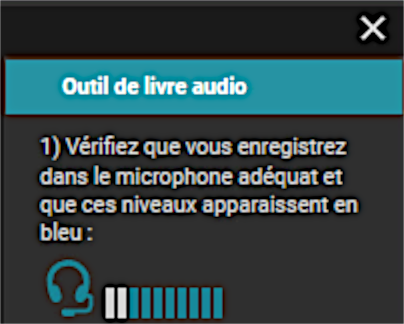 Outil de livre audio
1) Vérifiez que vous enregistrez
dans le microphone adéquat et
que ces niveaux apparaissent en
bleu :